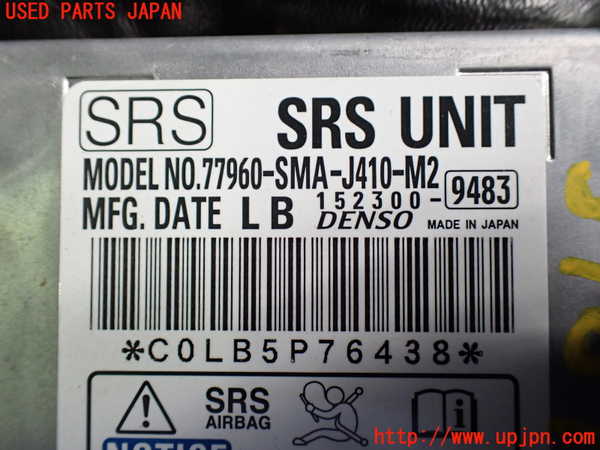 USED PARTS JAPAN
SRS SRS UNIT
MODEL NO.77960-SMA-J410-M2
MFG. DATE L B 152300-9483
DENSO MADE IN JAPAN
*C0LB5P76438*
SRS
AIRBAG
NOTICE
http://www.upjpn.com/